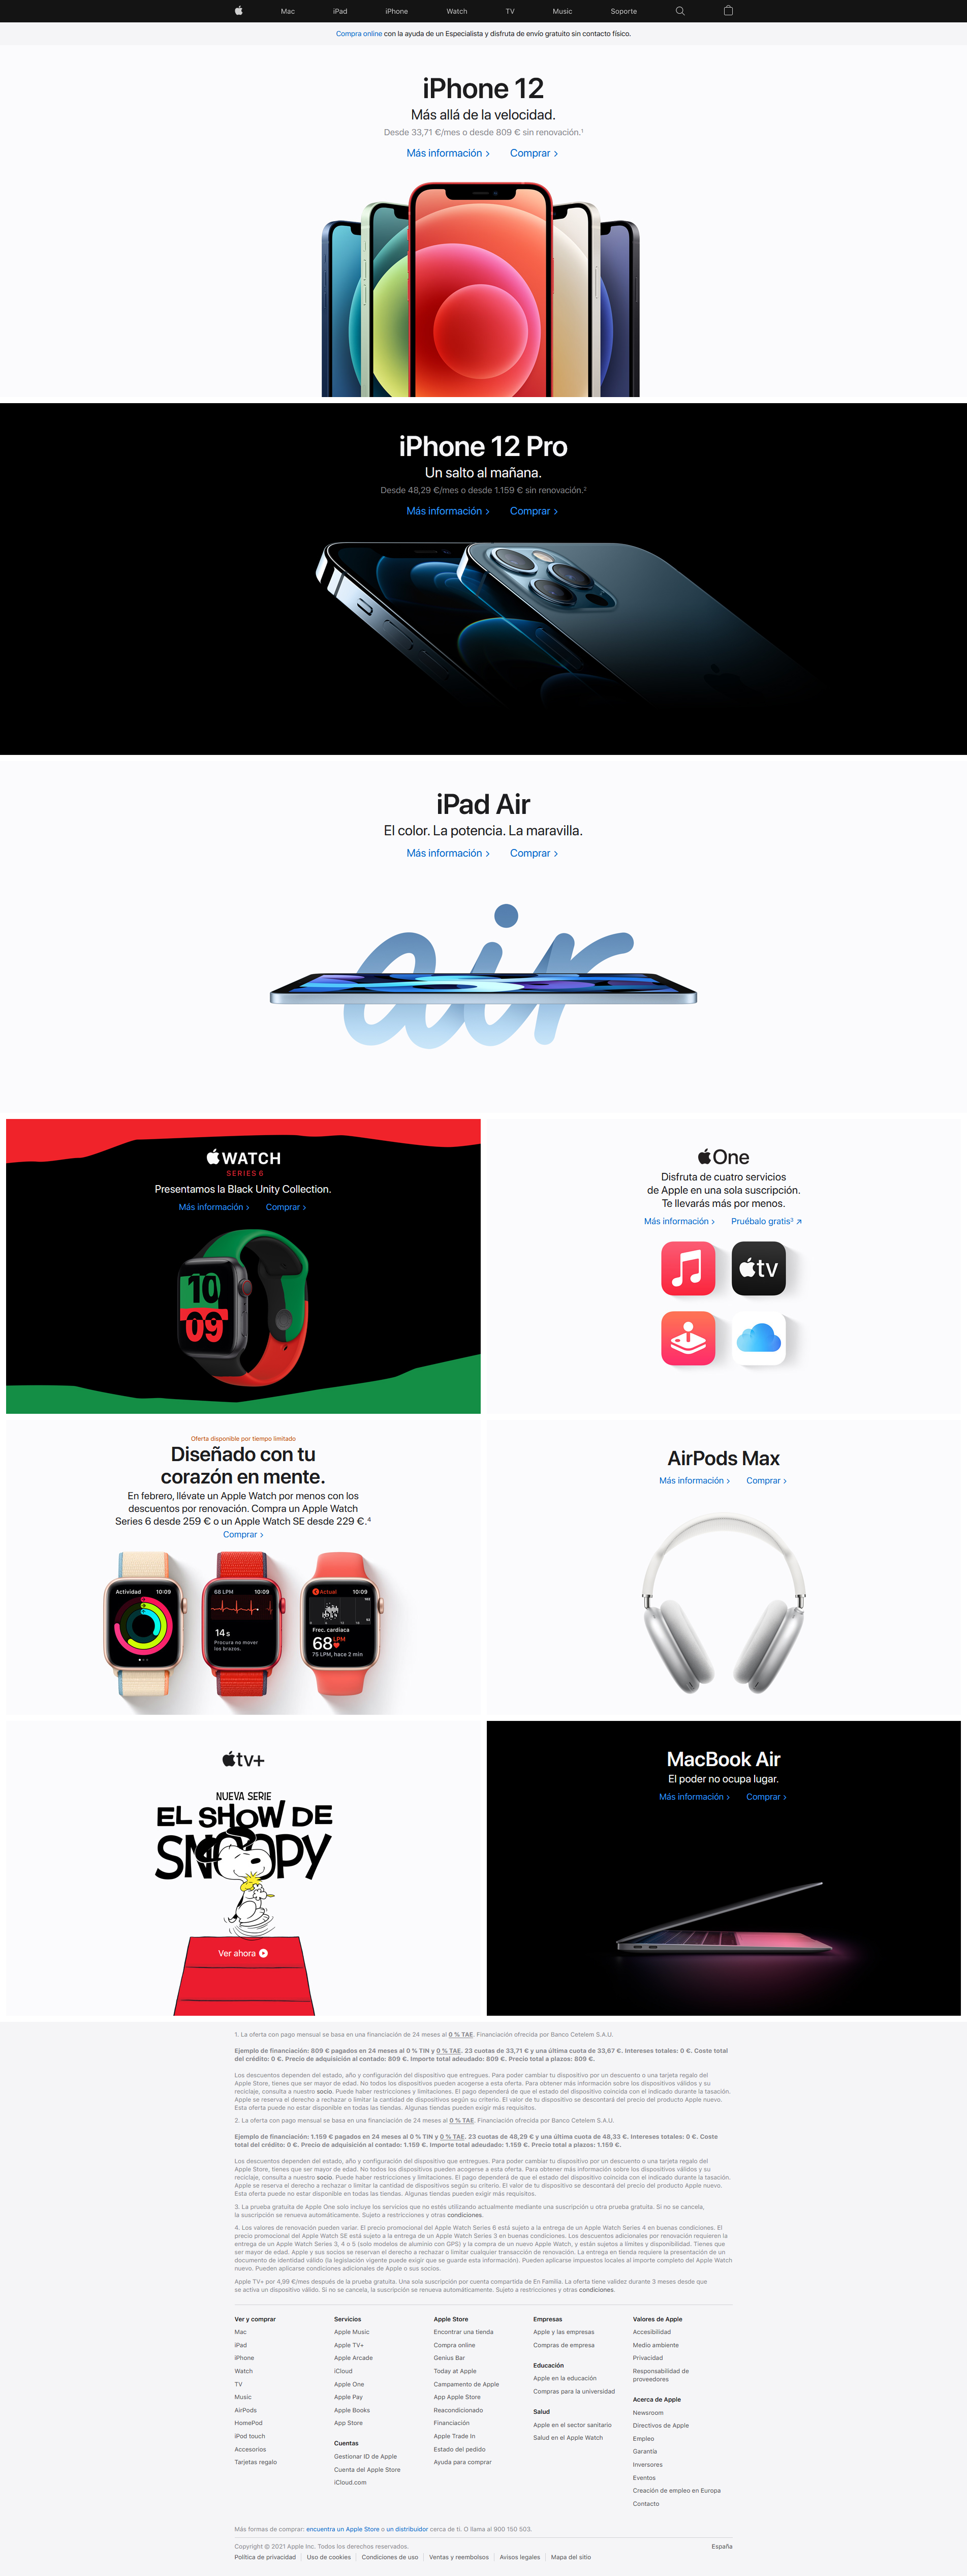 Mac iPad iPhone Watch TV Music Soporte
Compra online con la ayuda de un Especialista y disfruta de envío gratuito sin contacto físico.
iPhone 12
Más allá de la velocidad.
Desde 33,71 €/mes o desde 809 € sin renovación.¹
Más información > Comprar >
iPhone 12 Pro
Un salto al mañana.
Desde 48,29 €/mes o desde 1.159 € sin renovación.²
Más información > Comprar >
iPad Air
El color. La potencia. La maravilla.
Más información > Comprar >
air
WATCH
SERIES 6
Presentamos la Black Unity Collection.
Más información > Comprar >
10
09
One
Disfruta de cuatro servicios
de Apple en una sola suscripción.
Te llevarás más por menos.
Más información > Pruébalo gratis³ ↗
tv
Oferta disponible por tiempo limitado
Diseñado con tu
corazón en mente.
En febrero, llévate un Apple Watch por menos con los
descuentos por renovación. Compra un Apple Watch
Series 6 desde 259 € o un Apple Watch SE desde 229 €.⁴
Comprar >
Actividad 10:09
68 LPM 10:09
14 s
Procura no mover
los brazos.
Actual 10:09
Frec. cardiaca
68 LPM
75 LPM, hace 2 min
AirPods Max
Más información > Comprar >
tv+
NUEVA SERIE
EL SHOW DE
SNOOPY
Ver ahora
MacBook Air
El poder no ocupa lugar.
Más información > Comprar >
1. La oferta con pago mensual se basa en una financiación de 24 meses al 0 % TAE. Financiación ofrecida por Banco Cetelem S.A.U.
Ejemplo de financiación: 809 € pagados en 24 meses al 0 % TIN y 0 % TAE. 23 cuotas de 33,71 € y una última cuota de 33,67 €. Intereses totales: 0 €. Coste total
del crédito: 0 €. Precio de adquisición al contado: 809 €. Importe total adeudado: 809 €. Precio total a plazos: 809 €.
Los descuentos dependen del estado, año y configuración del dispositivo que entregues. Para poder cambiar tu dispositivo por un descuento o una tarjeta regalo del
Apple Store, tienes que ser mayor de edad. No todos los dispositivos pueden acogerse a esta oferta. Para obtener más información sobre los dispositivos válidos y su
reciclaje, consulta a nuestro socio. Puede haber restricciones y limitaciones. El pago dependerá de que el estado del dispositivo coincida con el indicado durante la tasación.
Apple se reserva el derecho a rechazar o limitar la cantidad de dispositivos según su criterio. El valor de tu dispositivo se descontará del precio del producto Apple nuevo.
Esta oferta puede no estar disponible en todas las tiendas. Algunas tiendas pueden exigir más requisitos.
2. La oferta con pago mensual se basa en una financiación de 24 meses al 0 % TAE. Financiación ofrecida por Banco Cetelem S.A.U.
Ejemplo de financiación: 1.159 € pagados en 24 meses al 0 % TIN y 0 % TAE. 23 cuotas de 48,29 € y una última cuota de 48,33 €. Intereses totales: 0 €. Coste
total del crédito: 0 €. Precio de adquisición al contado: 1.159 €. Importe total adeudado: 1.159 €. Precio total a plazos: 1.159 €.
Los descuentos dependen del estado, año y configuración del dispositivo que entregues. Para poder cambiar tu dispositivo por un descuento o una tarjeta regalo del
Apple Store, tienes que ser mayor de edad. No todos los dispositivos pueden acogerse a esta oferta. Para obtener más información sobre los dispositivos válidos y su
reciclaje, consulta a nuestro socio. Puede haber restricciones y limitaciones. El pago dependerá de que el estado del dispositivo coincida con el indicado durante la tasación.
Apple se reserva el derecho a rechazar o limitar la cantidad de dispositivos según su criterio. El valor de tu dispositivo se descontará del precio del producto Apple nuevo.
Esta oferta puede no estar disponible en todas las tiendas. Algunas tiendas pueden exigir más requisitos.
3. La prueba gratuita de Apple One solo incluye los servicios que no estés utilizando actualmente mediante una suscripción u otra prueba gratuita. Si no se cancela,
la suscripción se renueva automáticamente. Sujeto a restricciones y otras condiciones.
4. Los valores de renovación pueden variar. El precio promocional del Apple Watch Series 6 está sujeto a la entrega de un Apple Watch Series 4 en buenas condiciones. El
precio promocional del Apple Watch SE está sujeto a la entrega de un Apple Watch Series 3 en buenas condiciones. Los descuentos adicionales por renovación requieren la
entrega de un Apple Watch Series 3, 4 o 5 (solo modelos de aluminio con GPS) y la compra de un nuevo Apple Watch, y están sujetos a límites y disponibilidad. Tienes que
ser mayor de edad. Apple y sus socios se reservan el derecho a rechazar o limitar cualquier transacción de renovación. La entrega en tienda requiere la presentación de un
documento de identidad válido (la legislación vigente puede exigir que se guarde esta información). Pueden aplicarse impuestos locales al importe completo del Apple Watch
nuevo. Pueden aplicarse condiciones adicionales de Apple o sus socios.
Apple TV+ por 4,99 €/mes después de la prueba gratuita. Una sola suscripción por cuenta compartida de En Familia. La oferta tiene validez durante 3 meses desde que
se activa un dispositivo válido. Si no se cancela, la suscripción se renueva automáticamente. Sujeto a restricciones y otras condiciones.
Ver y comprar
Mac
iPad
iPhone
Watch
TV
Music
AirPods
HomePod
iPod touch
Accesorios
Tarjetas regalo
Servicios
Apple Music
Apple TV+
Apple Arcade
iCloud
Apple One
Apple Pay
Apple Books
App Store
Cuentas
Gestionar ID de Apple
Cuenta del Apple Store
iCloud.com
Apple Store
Encontrar una tienda
Compra online
Genius Bar
Today at Apple
Campamento de Apple
App Apple Store
Reacondicionado
Financiación
Apple Trade In
Estado del pedido
Ayuda para comprar
Empresas
Apple y las empresas
Compras de empresa
Educación
Apple en la educación
Compras para la universidad
Salud
Apple en el sector sanitario
Salud en el Apple Watch
Valores de Apple
Accesibilidad
Medio ambiente
Privacidad
Responsabilidad de
proveedores
Acerca de Apple
Newsroom
Directivos de Apple
Empleo
Garantía
Inversores
Eventos
Creación de empleo en Europa
Contacto
Más formas de comprar: encuentra un Apple Store o un distribuidor cerca de ti. O llama al 900 150 503.
Copyright © 2021 Apple Inc. Todos los derechos reservados. España
Política de privacidad | Uso de cookies | Condiciones de uso | Ventas y reembolsos | Avisos legales | Mapa del sitio